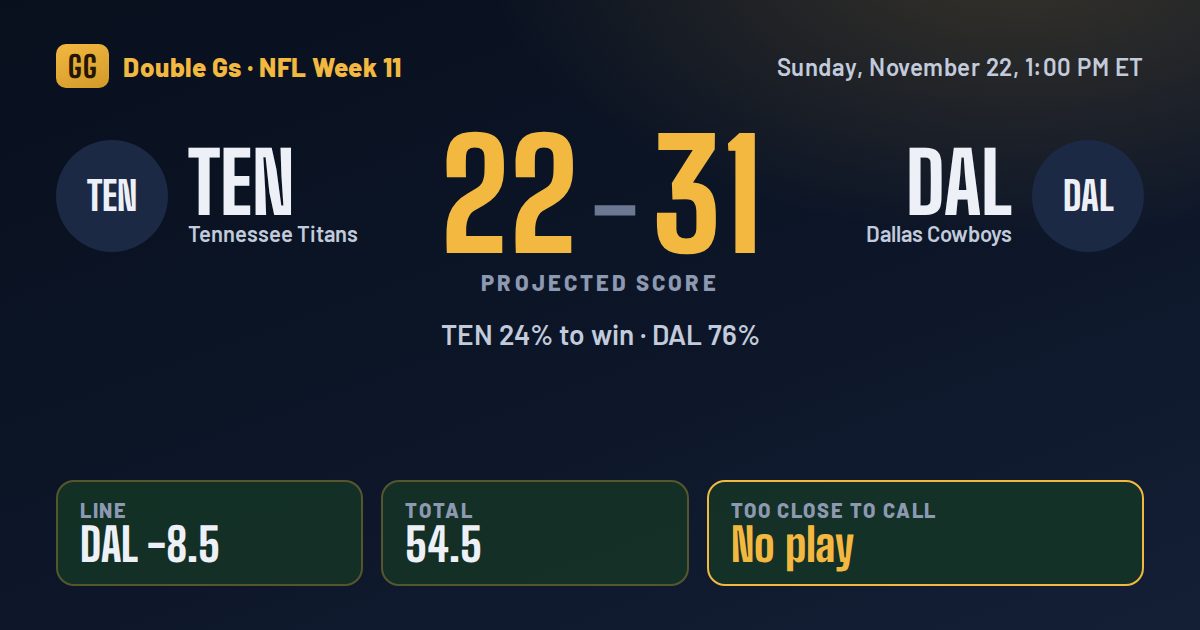 GG Double Gs · NFL Week 11
Sunday, November 22, 1:00 PM ET
TEN
TEN
Tennessee Titans
22 – 31
PROJECTED SCORE
TEN 24% to win · DAL 76%
DAL
Dallas Cowboys
DAL
LINE
DAL −8.5
TOTAL
54.5
TOO CLOSE TO CALL
No play